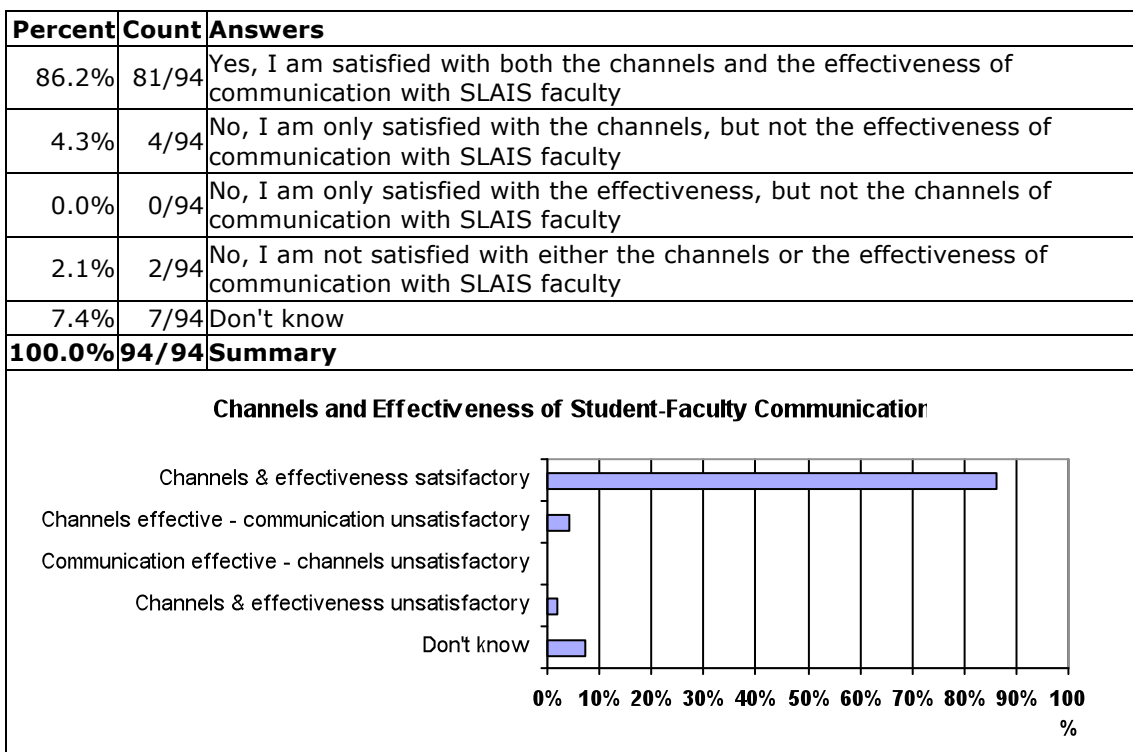 Percent Count Answers
86.2% 81/94 Yes, I am satisfied with both the channels and the effectiveness of
communication with SLAIS faculty
4.3% 4/94 No, I am only satisfied with the channels, but not the effectiveness of
communication with SLAIS faculty
0.0% 0/94 No, I am only satisfied with the effectiveness, but not the channels of
communication with SLAIS faculty
2.1% 2/94 No, I am not satisfied with either the channels or the effectiveness of
communication with SLAIS faculty
7.4% 7/94 Don't know
100.0% 94/94 Summary
Channels and Effectiveness of Student-Faculty Communication
Channels & effectiveness satsifactory
Channels effective - communication unsatisfactory
Communication effective - channels unsatisfactory
Channels & effectiveness unsatisfactory
Don't know
0% 10% 20% 30% 40% 50% 60% 70% 80% 90% 100
%